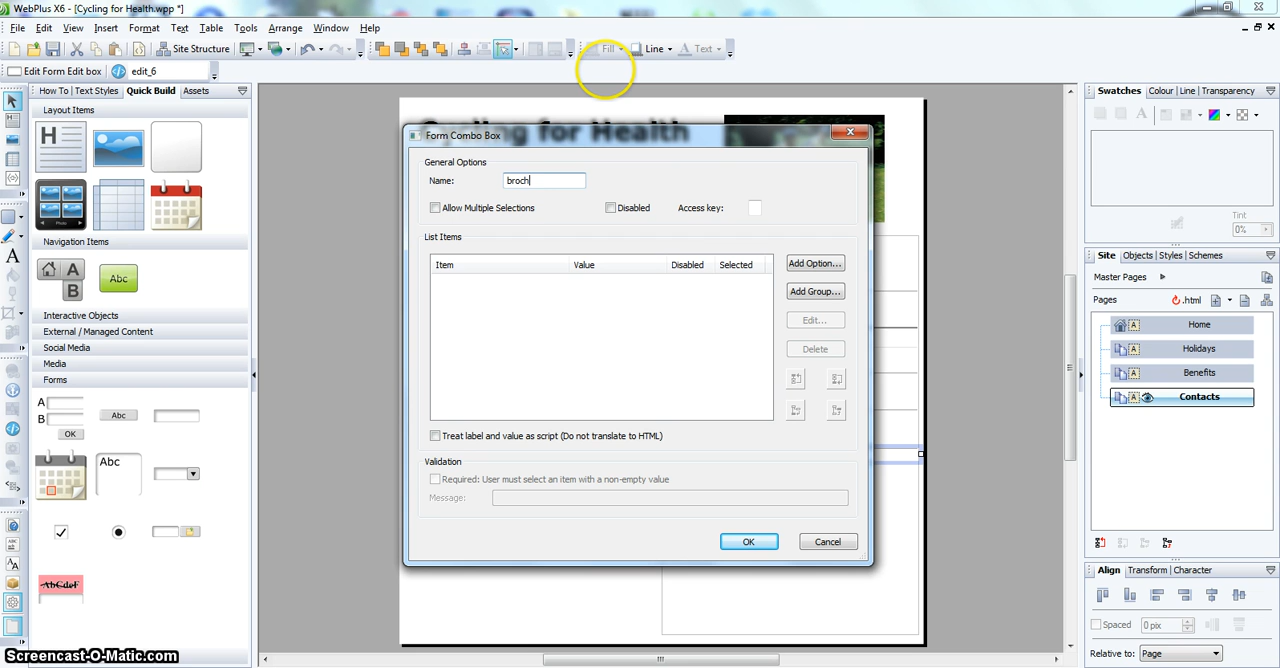 WebPlus X6 - [Cycling for Health.wpp *]
File Edit View Insert Format Text Table Tools Arrange Window Help
Site Structure Fill Line Text
Edit Form Edit box edit_6
How To Text Styles Quick Build Assets
Layout Items
H
Photo
Navigation Items
A
B
Abc
Interactive Objects
External / Managed Content
Social Media
Media
Forms
A
B
OK
Abc
Abc
AbCdeF
Cycling for Health
Form Combo Box
General Options
Name: broch
Allow Multiple Selections Disabled Access key:
List Items
Item Value Disabled Selected
Add Option...
Add Group...
Edit...
Delete
Treat label and value as script (Do not translate to HTML)
Validation
Required: User must select an item with a non-empty value
Message:
OK Cancel
Swatches Colour Line Transparency
Tint
0%
Site Objects Styles Schemes
Master Pages
Pages .html
A Home
A Holidays
A Benefits
A Contacts
Align Transform Character
Spaced 0 pix
Relative to: Page
Screencast-O-Matic.com